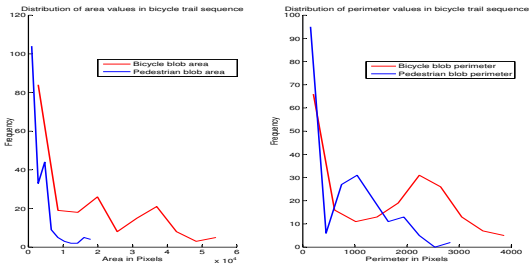 Distribution of area values in bicycle trail sequence
120
100
80
60
40
20
0
Frequency
Bicycle blob area
Pedestrian blob area
0 1 2 3 4 5 6
x 10⁴
Area in Pixels
Distribution of perimeter values in bicycle trail sequence
100
90
80
70
60
50
40
30
20
10
0
Frequency
Bicycle blob perimeter
Pedestrian blob perimeter
0 1000 2000 3000 4000
Perimeter in Pixels